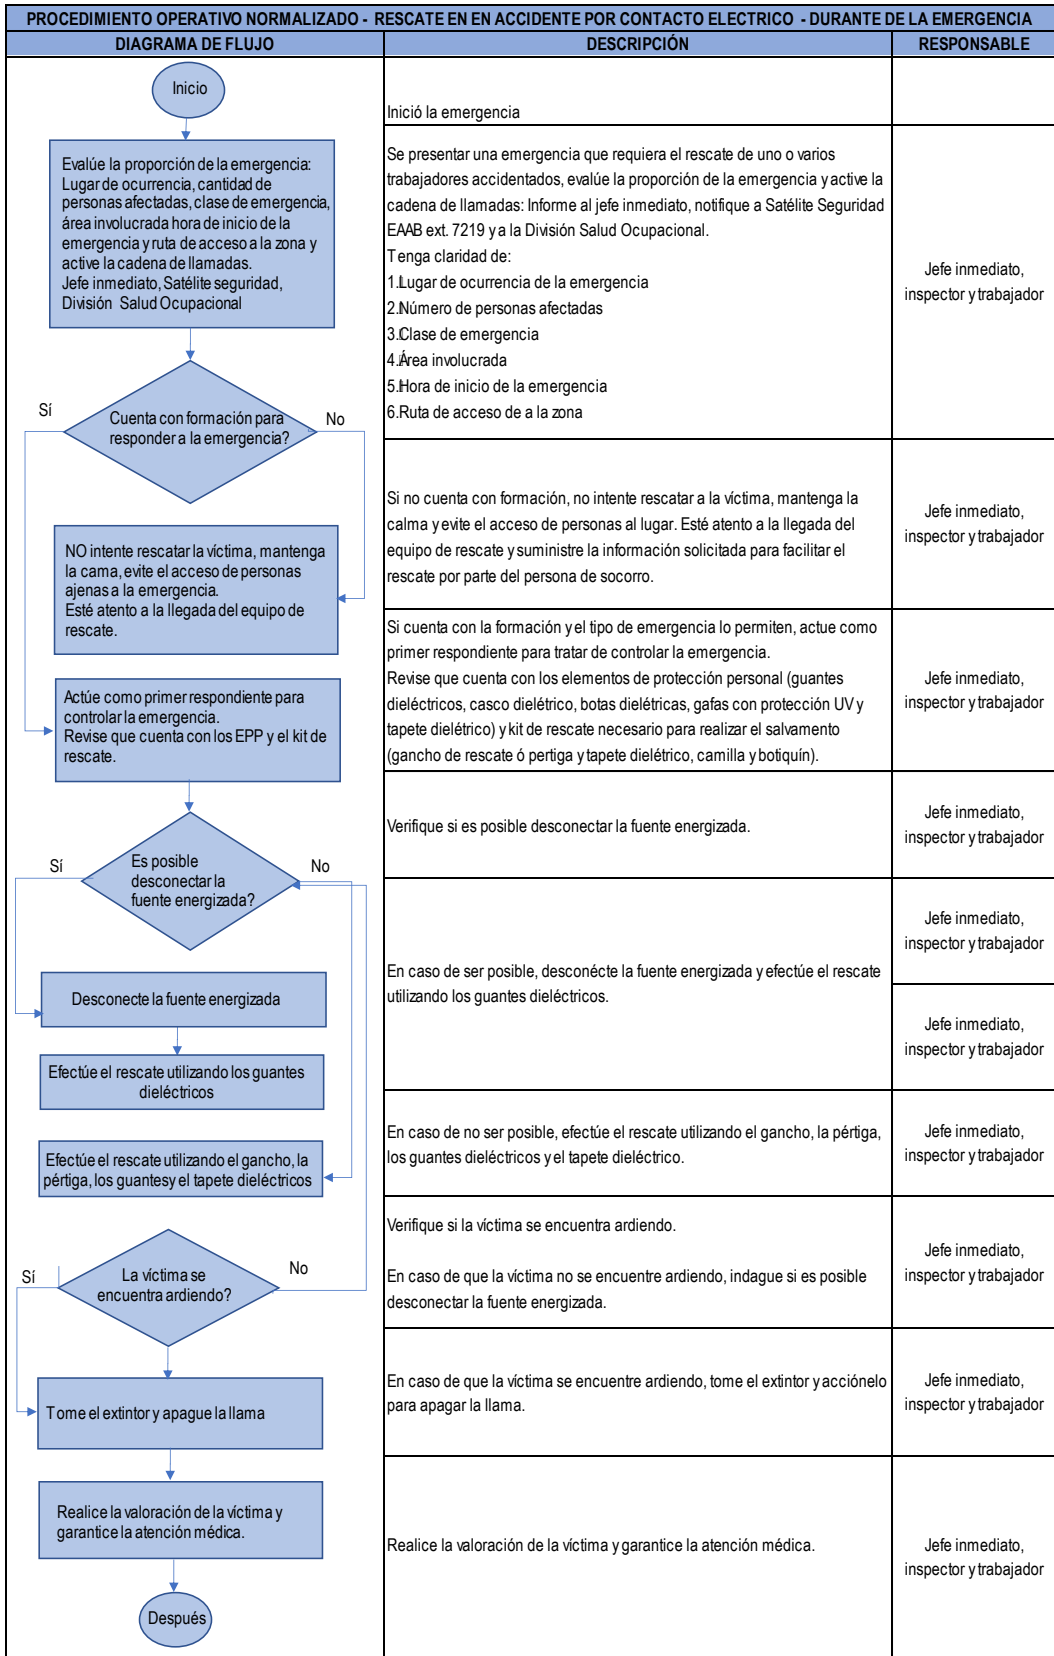 PROCEDIMIENTO OPERATIVO NORMALIZADO - RESCATE EN EN ACCIDENTE POR CONTACTO ELECTRICO - DURANTE DE LA EMERGENCIA
DIAGRAMA DE FLUJO
DESCRIPCIÓN
RESPONSABLE
Inicio
Inició la emergencia
Evalúe la proporción de la emergencia:
Lugar de ocurrencia, cantidad de
personas afectadas, clase de emergencia,
área involucrada hora de inicio de la
emergencia y ruta de acceso a la zona y
active la cadena de llamadas.
Jefe inmediato, Satélite seguridad,
División Salud Ocupacional
Se presentar una emergencia que requiera el rescate de uno o varios
trabajadores accidentados, evalúe la proporción de la emergencia y active la
cadena de llamadas: Informe al jefe inmediato, notifique a Satélite Seguridad
EAAB ext. 7219 y a la División Salud Ocupacional.
Tenga claridad de:
1.Lugar de ocurrencia de la emergencia
2.Número de personas afectadas
3.Clase de emergencia
4.Área involucrada
5.Hora de inicio de la emergencia
6.Ruta de acceso de a la zona
Jefe inmediato,
inspector y trabajador
Sí
Cuenta con formación para
responder a la emergencia?
No
NO intente rescatar la víctima, mantenga
la cama, evite el acceso de personas
ajenas a la emergencia.
Esté atento a la llegada del equipo de
rescate.
Si no cuenta con formación, no intente rescatar a la víctima, mantenga la
calma y evite el acceso de personas al lugar. Esté atento a la llegada del
equipo de rescate y suministre la información solicitada para facilitar el
rescate por parte del persona de socorro.
Jefe inmediato,
inspector y trabajador
Actúe como primer respondiente para
controlar la emergencia.
Revise que cuenta con los EPP y el kit de
rescate.
Si cuenta con la formación y el tipo de emergencia lo permiten, actue como
primer respondiente para tratar de controlar la emergencia.
Revise que cuenta con los elementos de protección personal (guantes
dieléctricos, casco dielétrico, botas dielétricas, gafas con protección UV y
tapete dielétrico) y kit de rescate necesario para realizar el salvamento
(gancho de rescate ó pertiga y tapete dielétrico, camilla y botiquín).
Jefe inmediato,
inspector y trabajador
Sí
Es posible
desconectar la
fuente energizada?
No
Verifique si es posible desconectar la fuente energizada.
Jefe inmediato,
inspector y trabajador
Desconecte la fuente energizada
Efectúe el rescate utilizando los guantes
dieléctricos
En caso de ser posible, desconécte la fuente energizada y efectúe el rescate
utilizando los guantes dieléctricos.
Jefe inmediato,
inspector y trabajador
Jefe inmediato,
inspector y trabajador
Efectúe el rescate utilizando el gancho, la
pértiga, los guantesy el tapete dieléctricos
En caso de no ser posible, efectúe el rescate utilizando el gancho, la pértiga,
los guantes dieléctricos y el tapete dieléctrico.
Jefe inmediato,
inspector y trabajador
Sí
La víctima se
encuentra ardiendo?
No
Verifique si la víctima se encuentra ardiendo.
En caso de que la víctima no se encuentre ardiendo, indague si es posible
desconectar la fuente energizada.
Jefe inmediato,
inspector y trabajador
Tome el extintor y apague la llama
En caso de que la víctima se encuentre ardiendo, tome el extintor y acciónelo
para apagar la llama.
Jefe inmediato,
inspector y trabajador
Realice la valoración de la víctima y
garantice la atención médica.
Realice la valoración de la víctima y garantice la atención médica.
Jefe inmediato,
inspector y trabajador
Después